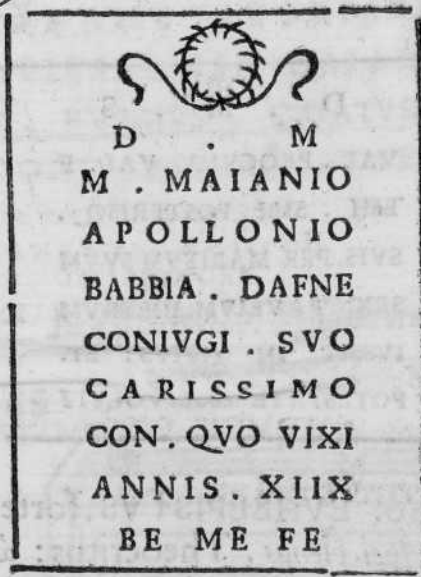 D . M
M . MAIANIO
APOLLONIO
BABBIA . DAFNE
CONIVGI . SVO
CARISSIMO
CON . QVO VIXI
ANNIS . XIIX
BE ME FE